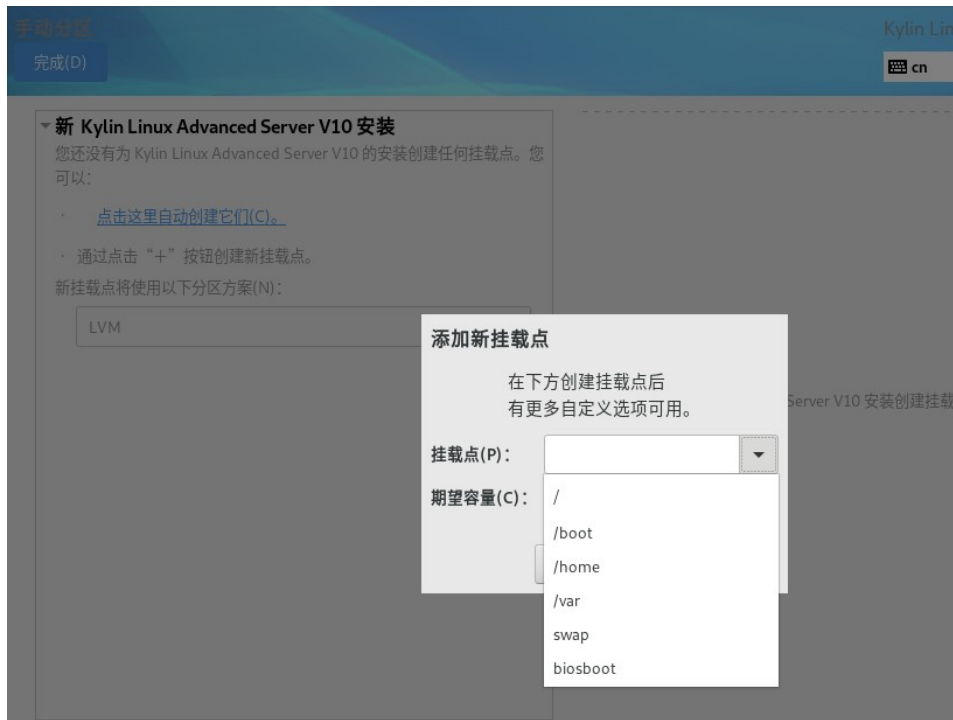 手动分区
Kylin Lin
完成(D)
cn
新 Kylin Linux Advanced Server V10 安装
您还没有为 Kylin Linux Advanced Server V10 的安装创建任何挂载点。您
可以：
· 点击这里自动创建它们(C)。
· 通过点击“+”按钮创建新挂载点。
新挂载点将使用以下分区方案(N)：
LVM
添加新挂载点
在下方创建挂载点后
有更多自定义选项可用。
Server V10 安装创建挂载
挂载点(P)：
期望容量(C)：
/
/boot
/home
/var
swap
biosboot